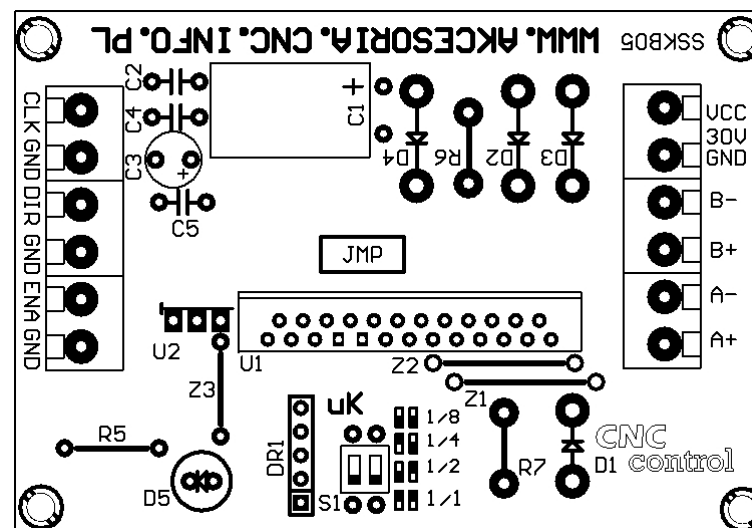 WWW.AKCESORIA.CNC.INFO.PL
SSKB05
C2
C4
C3
C5
C1
+
+
D4
R6
D2
D3
CLK
GND
DIR
GND
ENA
GND
VCC
30V
GND
B-
B+
A-
A+
JMP
U2
U1
Z2
Z1
Z3
R5
D5
DR1
uK
S1
1/8
1/4
1/2
1/1
R7
D1
CNC
control